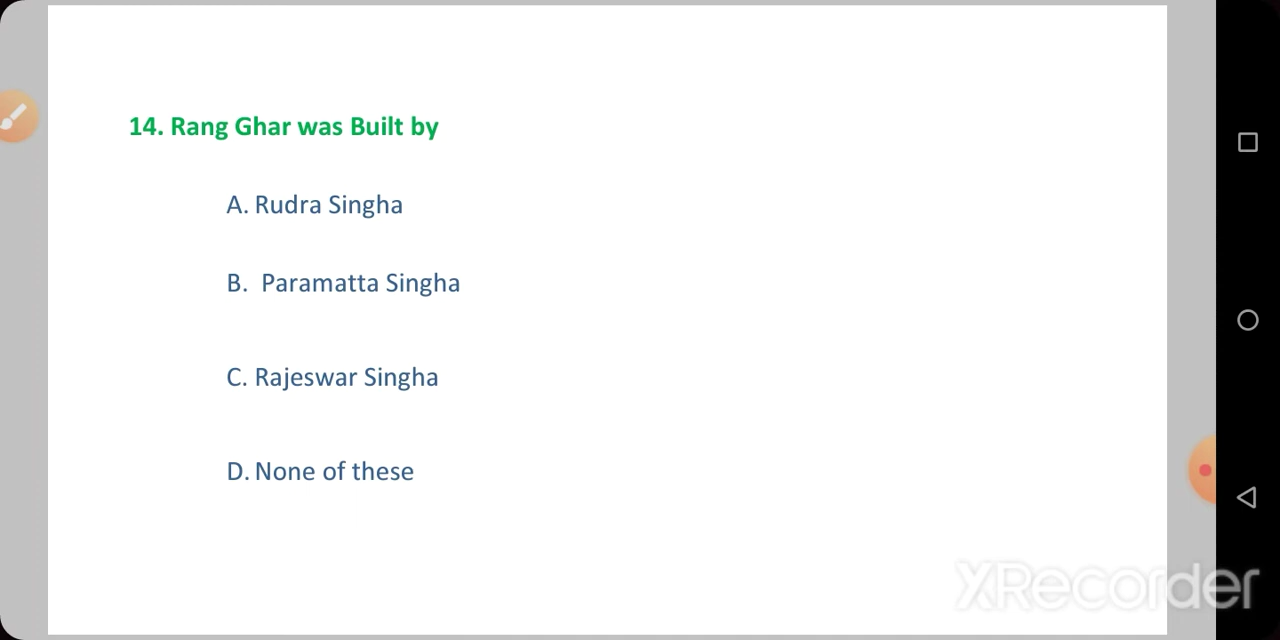 14. Rang Ghar was Built by
A. Rudra Singha
B. Paramatta Singha
C. Rajeswar Singha
D. None of these
XRecorder